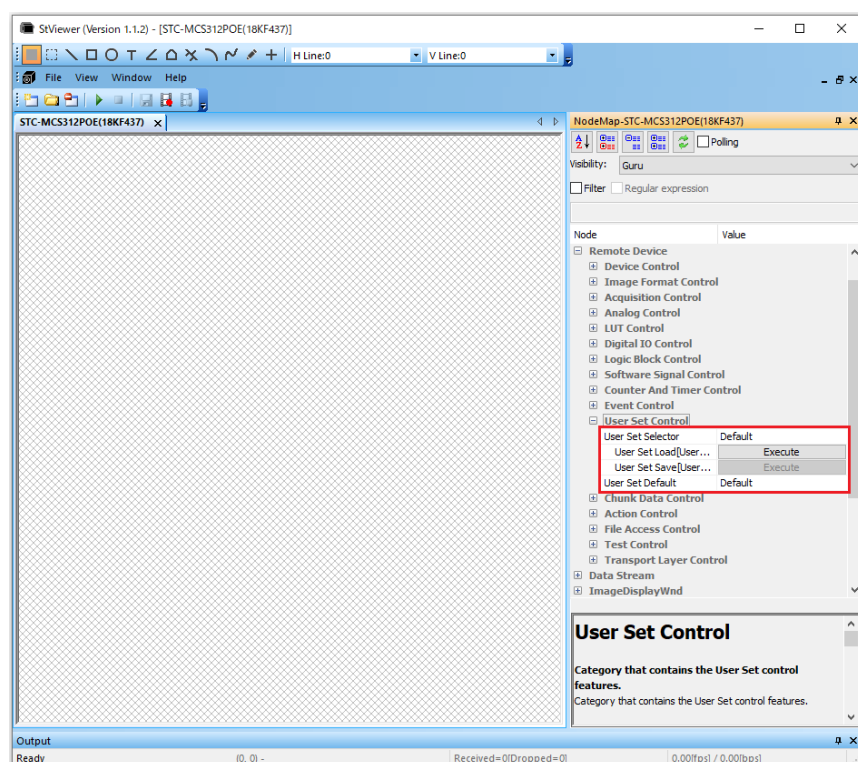 StViewer (Version 1.1.2) - [STC-MCS312POE(18KF437)]
H Line:0 V Line:0
File View Window Help
STC-MCS312POE(18KF437)
NodeMap-STC-MCS312POE(18KF437)
Polling
Visibility: Guru
Filter Regular expression
Node Value
Remote Device
Device Control
Image Format Control
Acquisition Control
Analog Control
LUT Control
Digital IO Control
Logic Block Control
Software Signal Control
Counter And Timer Control
Event Control
User Set Control
User Set Selector Default
User Set Load[User... Execute
User Set Save[User... Execute
User Set Default Default
Chunk Data Control
Action Control
File Access Control
Test Control
Transport Layer Control
Data Stream
ImageDisplayWnd
User Set Control
Category that contains the User Set control
features.
Category that contains the User Set control features.
Output
Ready (0, 0) - Received=0[Dropped=0] 0.00[fps] / 0.00[bps]